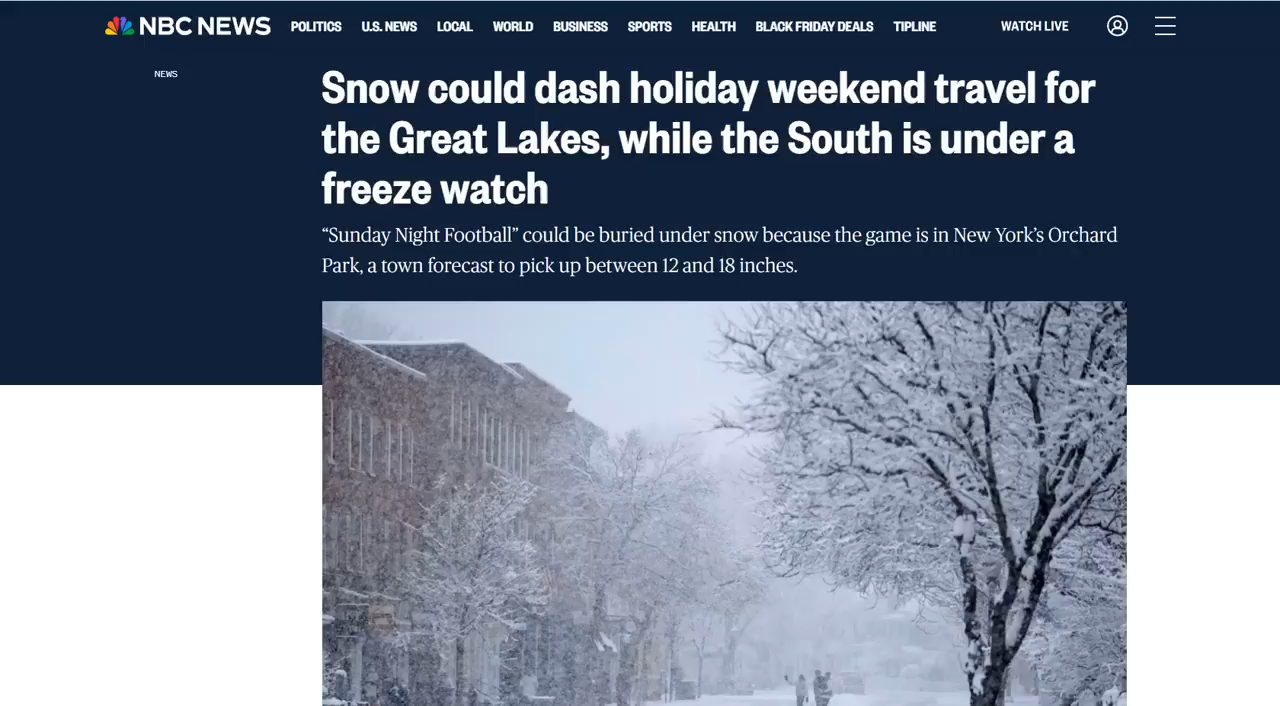 NBC NEWS POLITICS U.S. NEWS LOCAL WORLD BUSINESS SPORTS HEALTH BLACK FRIDAY DEALS TIPLINE WATCH LIVE
NEWS
Snow could dash holiday weekend travel for
the Great Lakes, while the South is under a
freeze watch
“Sunday Night Football” could be buried under snow because the game is in New York’s Orchard
Park, a town forecast to pick up between 12 and 18 inches.